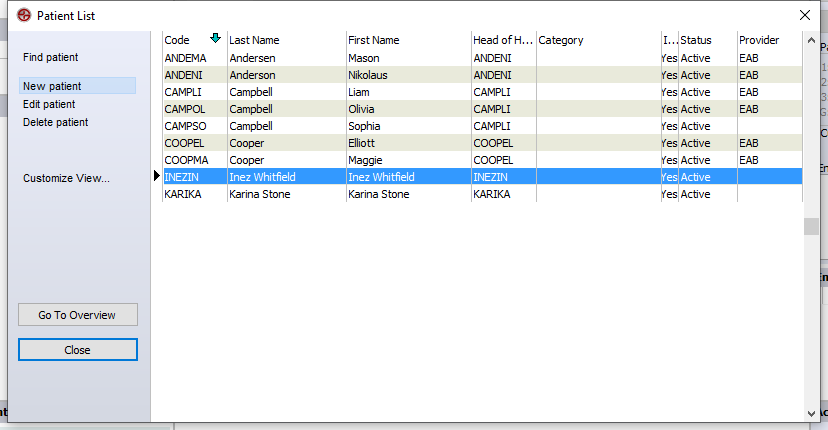 Patient List
Find patient
New patient
Edit patient
Delete patient
Customize View...
Go To Overview
Close
Code Last Name First Name Head of H... Category I... Status Provider
ANDEMA Andersen Mason ANDENI Yes Active EAB
ANDENI Anderson Nikolaus ANDENI Yes Active EAB
CAMPLI Campbell Liam CAMPLI Yes Active EAB
CAMPOL Campbell Olivia CAMPLI Yes Active EAB
CAMPSO Campbell Sophia CAMPLI Yes Active
COOPEL Cooper Elliott COOPEL Yes Active EAB
COOPMA Cooper Maggie COOPEL Yes Active EAB
INEZIN Inez Whitfield Inez Whitfield INEZIN Yes Active
KARIKA Karina Stone Karina Stone KARIKA Yes Active